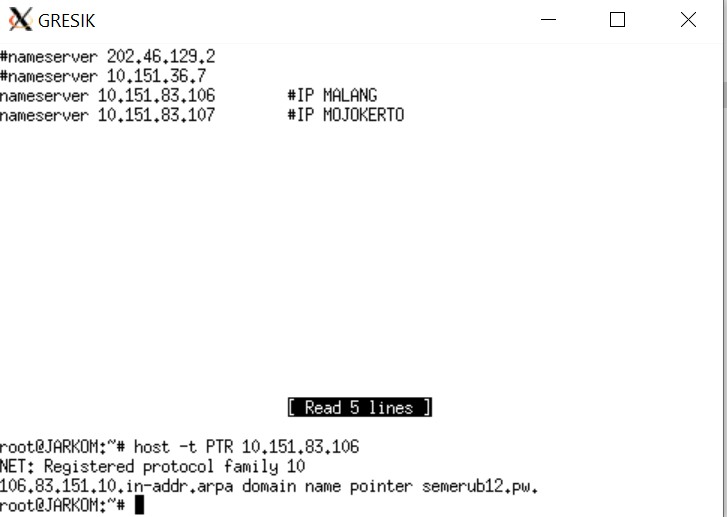 GRESIK
#nameserver 202.46.129.2
#nameserver 10.151.36.7
nameserver 10.151.83.106 #IP MALANG
nameserver 10.151.83.107 #IP MOJOKERTO
[ Read 5 lines ]
root@JARKOM:~# host -t PTR 10.151.83.106
NET: Registered protocol family 10
106.83.151.10.in-addr.arpa domain name pointer semerub12.pw.
root@JARKOM:~#